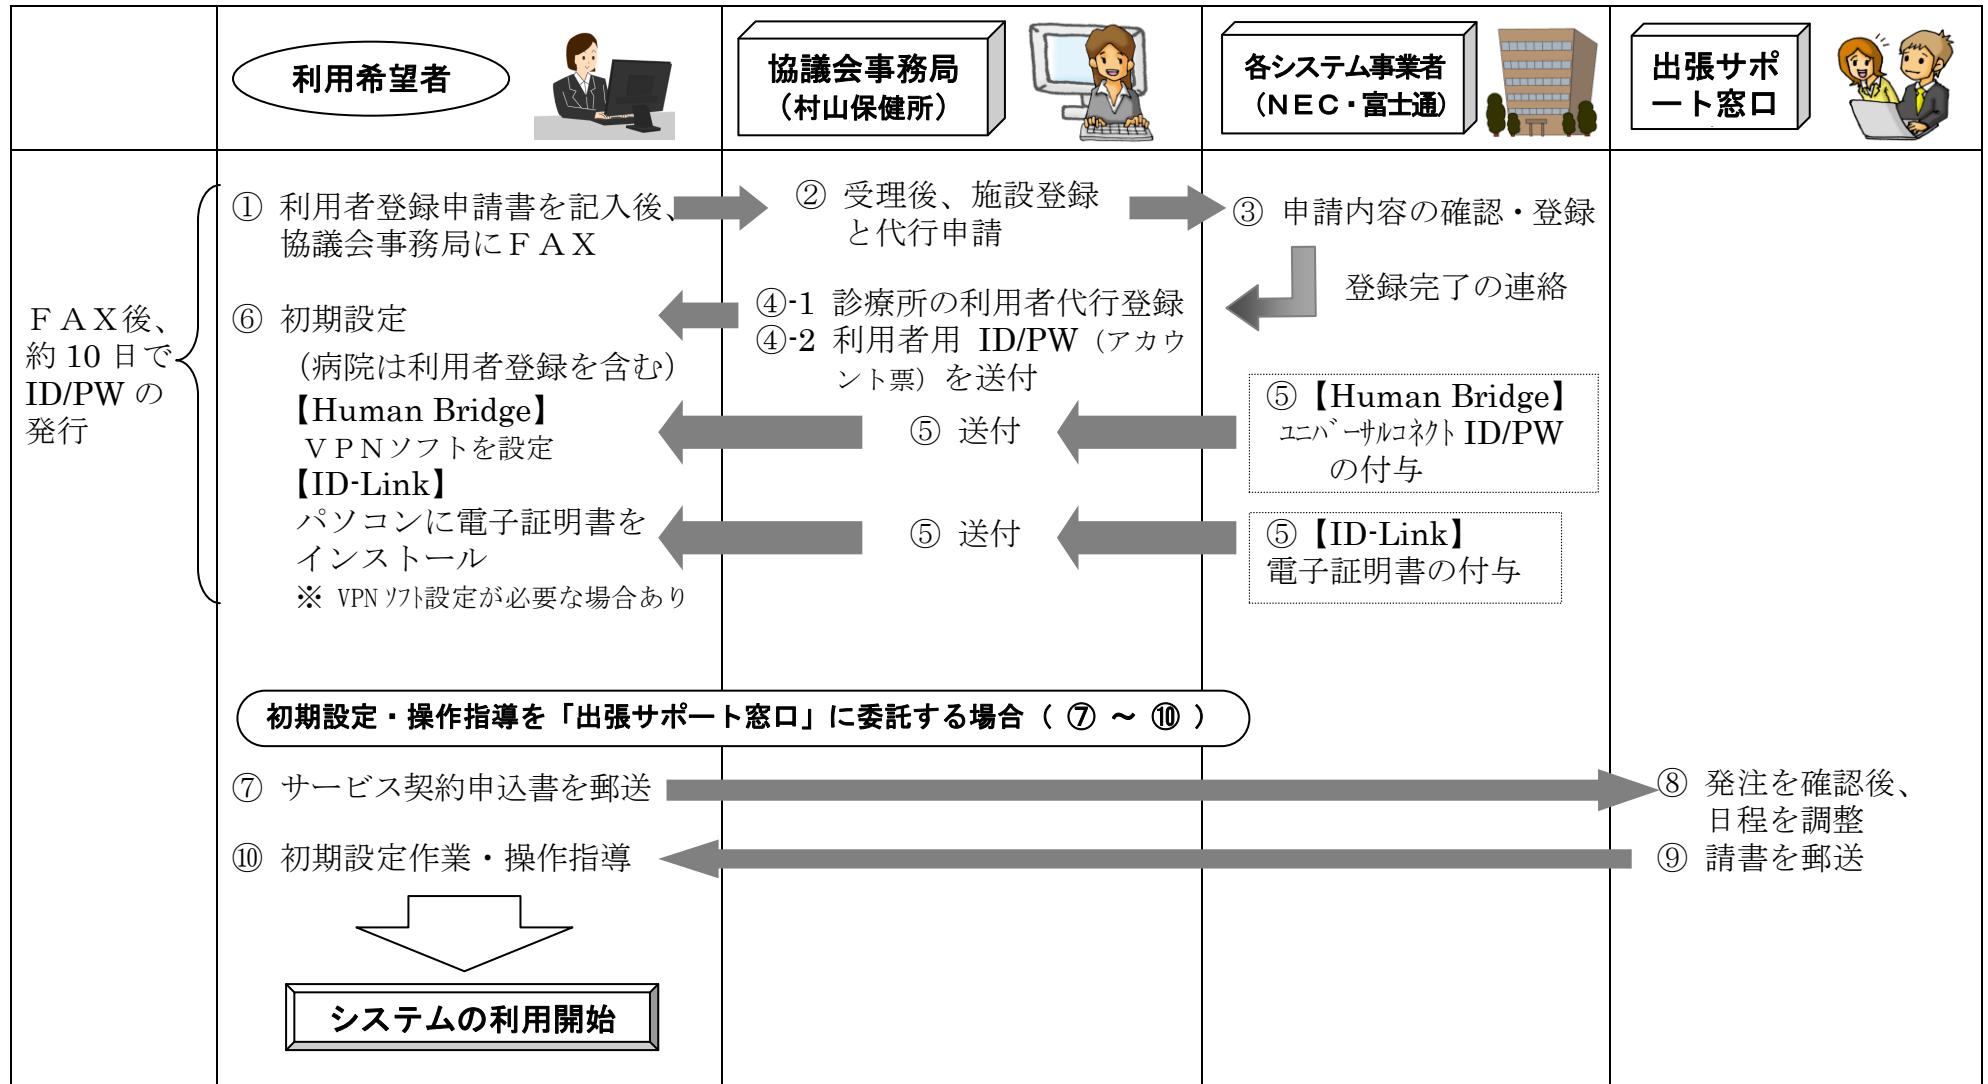 利用希望者
協議会事務局
（村山保健所）
各システム事業者
（ＮＥＣ・富士通）
出張サポ
ート窓口
ＦＡＸ後、
約 10 日で
ID/PW の
発行
① 利用者登録申請書を記入後、
協議会事務局にＦＡＸ
② 受理後、施設登録
と代行申請
③ 申請内容の確認・登録
登録完了の連絡
④-1 診療所の利用者代行登録
④-2 利用者用 ID/PW（アカウ
ント票）を送付
⑥ 初期設定
（病院は利用者登録を含む）
【Human Bridge】
ＶＰＮソフトを設定
【ID-Link】
パソコンに電子証明書を
インストール
※ VPNｿﾌﾄ設定が必要な場合あり
⑤ 送付
⑤【Human Bridge】
ﾕﾆﾊﾞｰｻﾙｺﾈｸﾄ ID/PW
の付与
⑤ 送付
⑤【ID-Link】
電子証明書の付与
初期設定・操作指導を「出張サポート窓口」に委託する場合（ ⑦ ～ ⑩ ）
⑦ サービス契約申込書を郵送
⑧ 発注を確認後、
日程を調整
⑨ 請書を郵送
⑩ 初期設定作業・操作指導
システムの利用開始